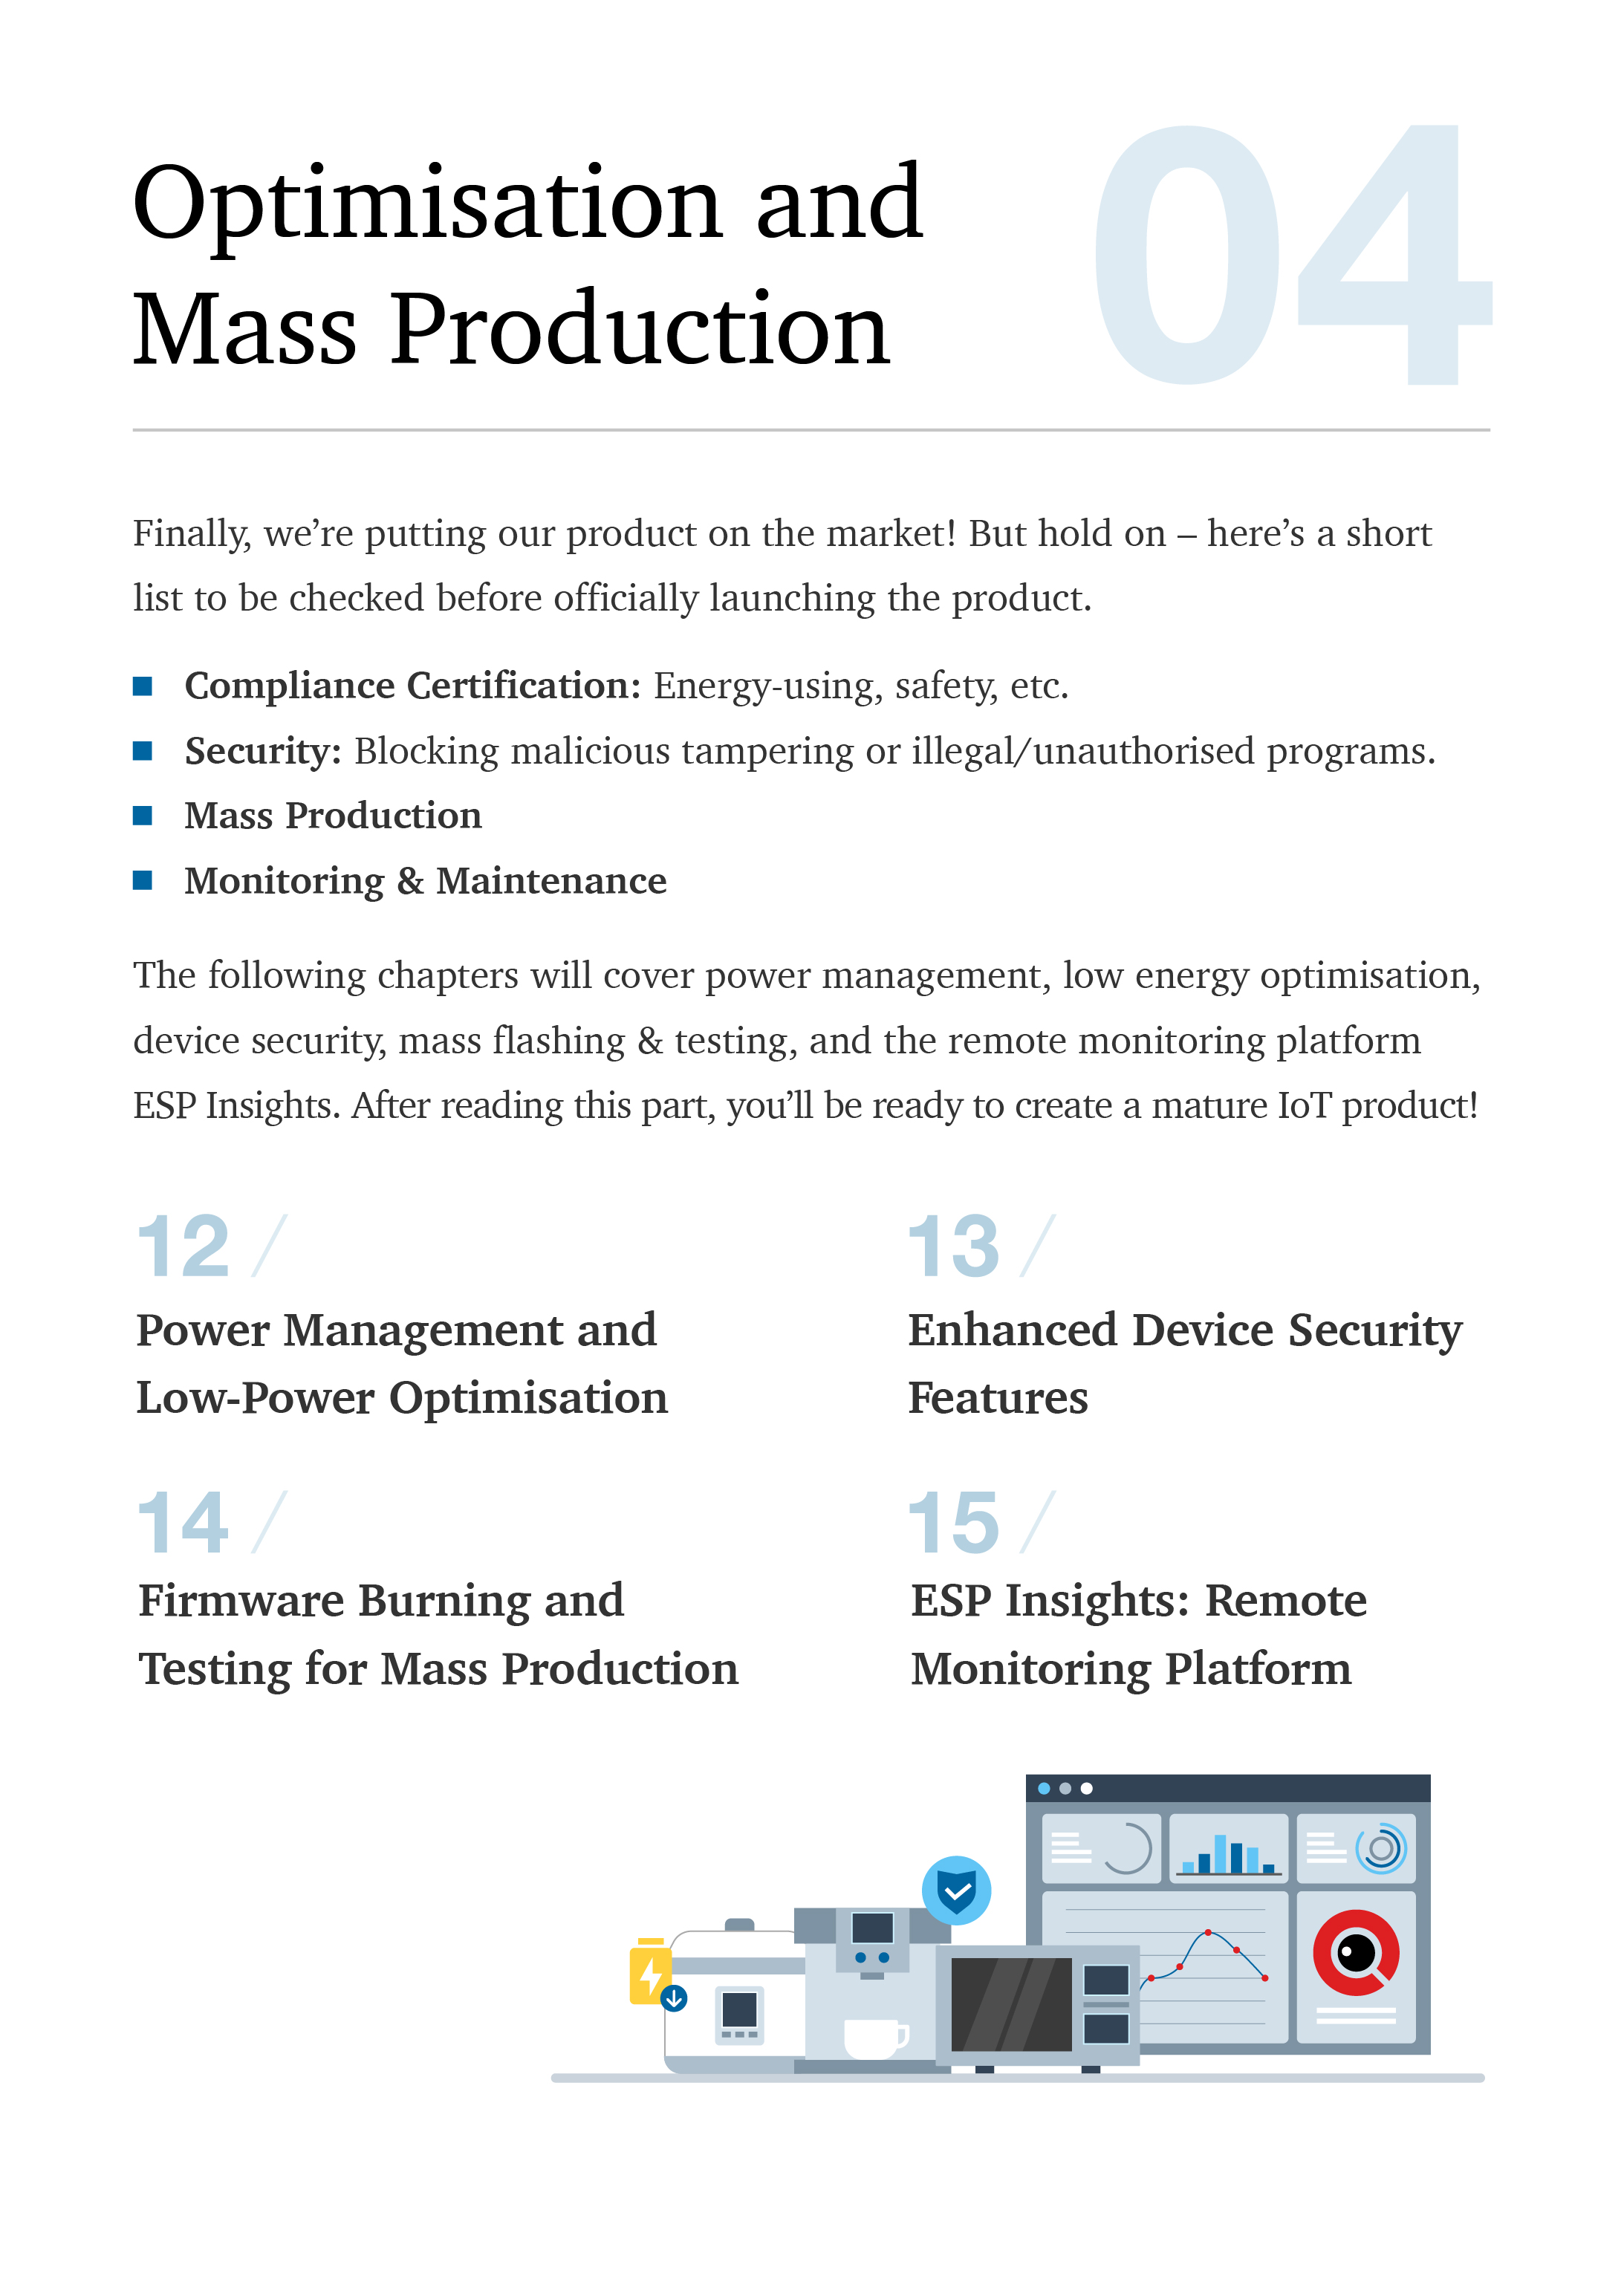 Optimisation and
Mass Production
04
Finally, we’re putting our product on the market! But hold on – here’s a short
list to be checked before officially launching the product.
Compliance Certification: Energy-using, safety, etc.
Security: Blocking malicious tampering or illegal/unauthorised programs.
Mass Production
Monitoring & Maintenance
The following chapters will cover power management, low energy optimisation,
device security, mass flashing & testing, and the remote monitoring platform
ESP Insights. After reading this part, you’ll be ready to create a mature IoT product!
12 /
Power Management and
Low-Power Optimisation
13 /
Enhanced Device Security
Features
14 /
Firmware Burning and
Testing for Mass Production
15 /
ESP Insights: Remote
Monitoring Platform